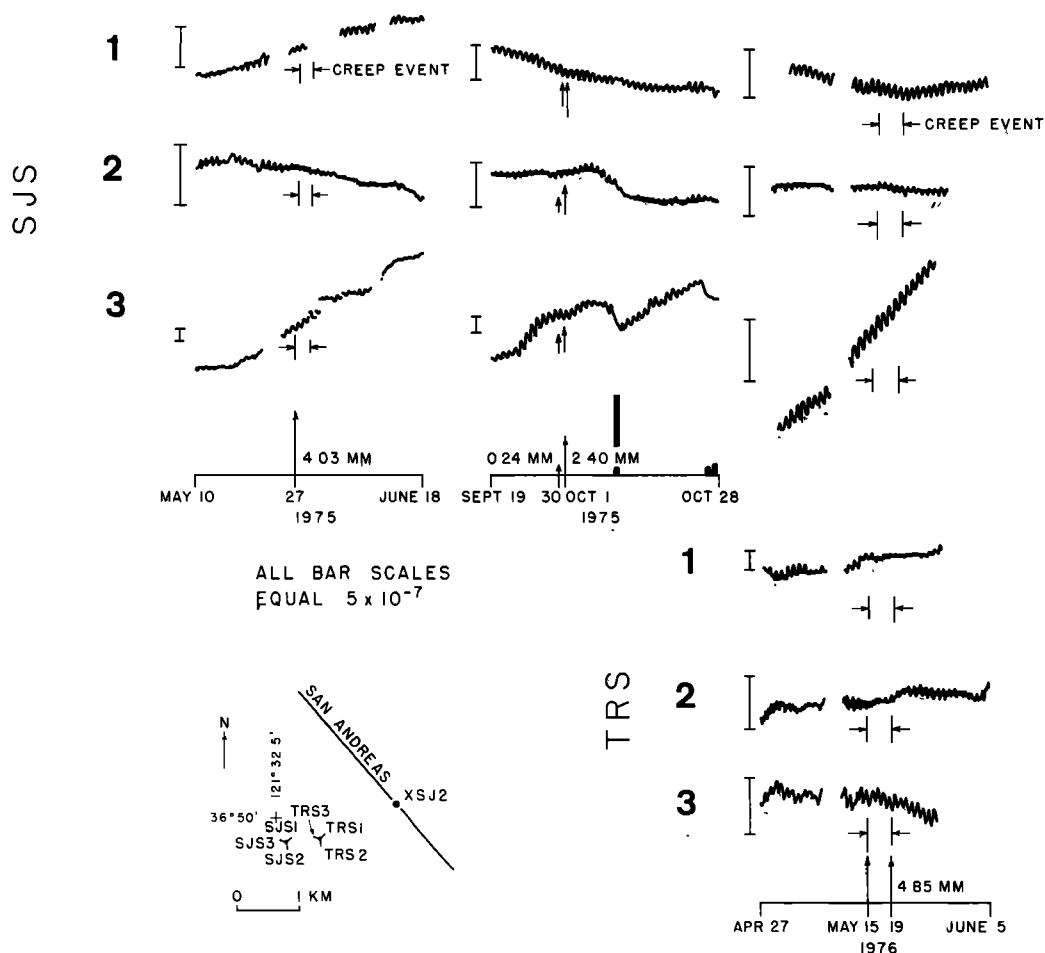 SJS
1
CREEP EVENT
CREEP EVENT
2
3
4 03 MM
0 24 MM
2 40 MM
MAY 10
27
JUNE 18
1975
SEPT 19
30
OCT 1
OCT 28
1975
ALL BAR SCALES
EQUAL 5 x 10⁻⁷
TRS
1
2
3
4 85 MM
APR 27
MAY 15
19
JUNE 5
1976
N
121° 32 5'
SAN ANDREAS
XSJ2
36° 50'
TRS3
SJS1
TRS1
SJS3
SJS2
TRS 2
0
1 KM